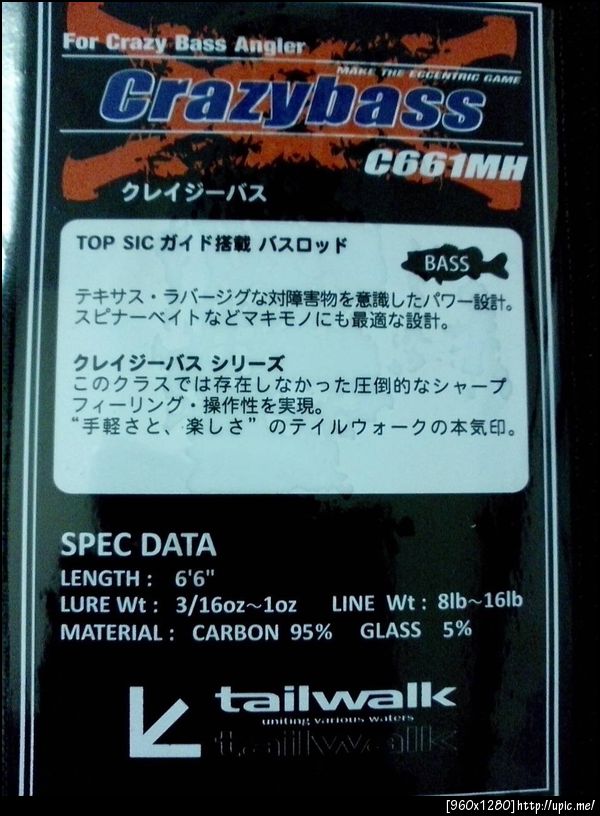 For Crazy Bass Angler
MAKE THE ECCENTRIC GAME
Crazybass
C661MH
クレイジーバス
TOP SIC ガイド搭載 バスロッド
BASS
テキサス・ラバージグな対障害物を意識したパワー設計。
スピナーベイトなどマキモノにも最適な設計。
クレイジーバス シリーズ
このクラスでは存在しなかった圧倒的なシャープ
フィーリング・操作性を実現。
“手軽さと、楽しさ”のテイルウォークの本気印。
SPEC DATA
LENGTH : 6'6"
LURE Wt : 3/16oz~1oz LINE Wt : 8lb~16lb
MATERIAL : CARBON 95% GLASS 5%
tailwalk
uniting various waters
tailwalk
[960x1280]http://upic.me/